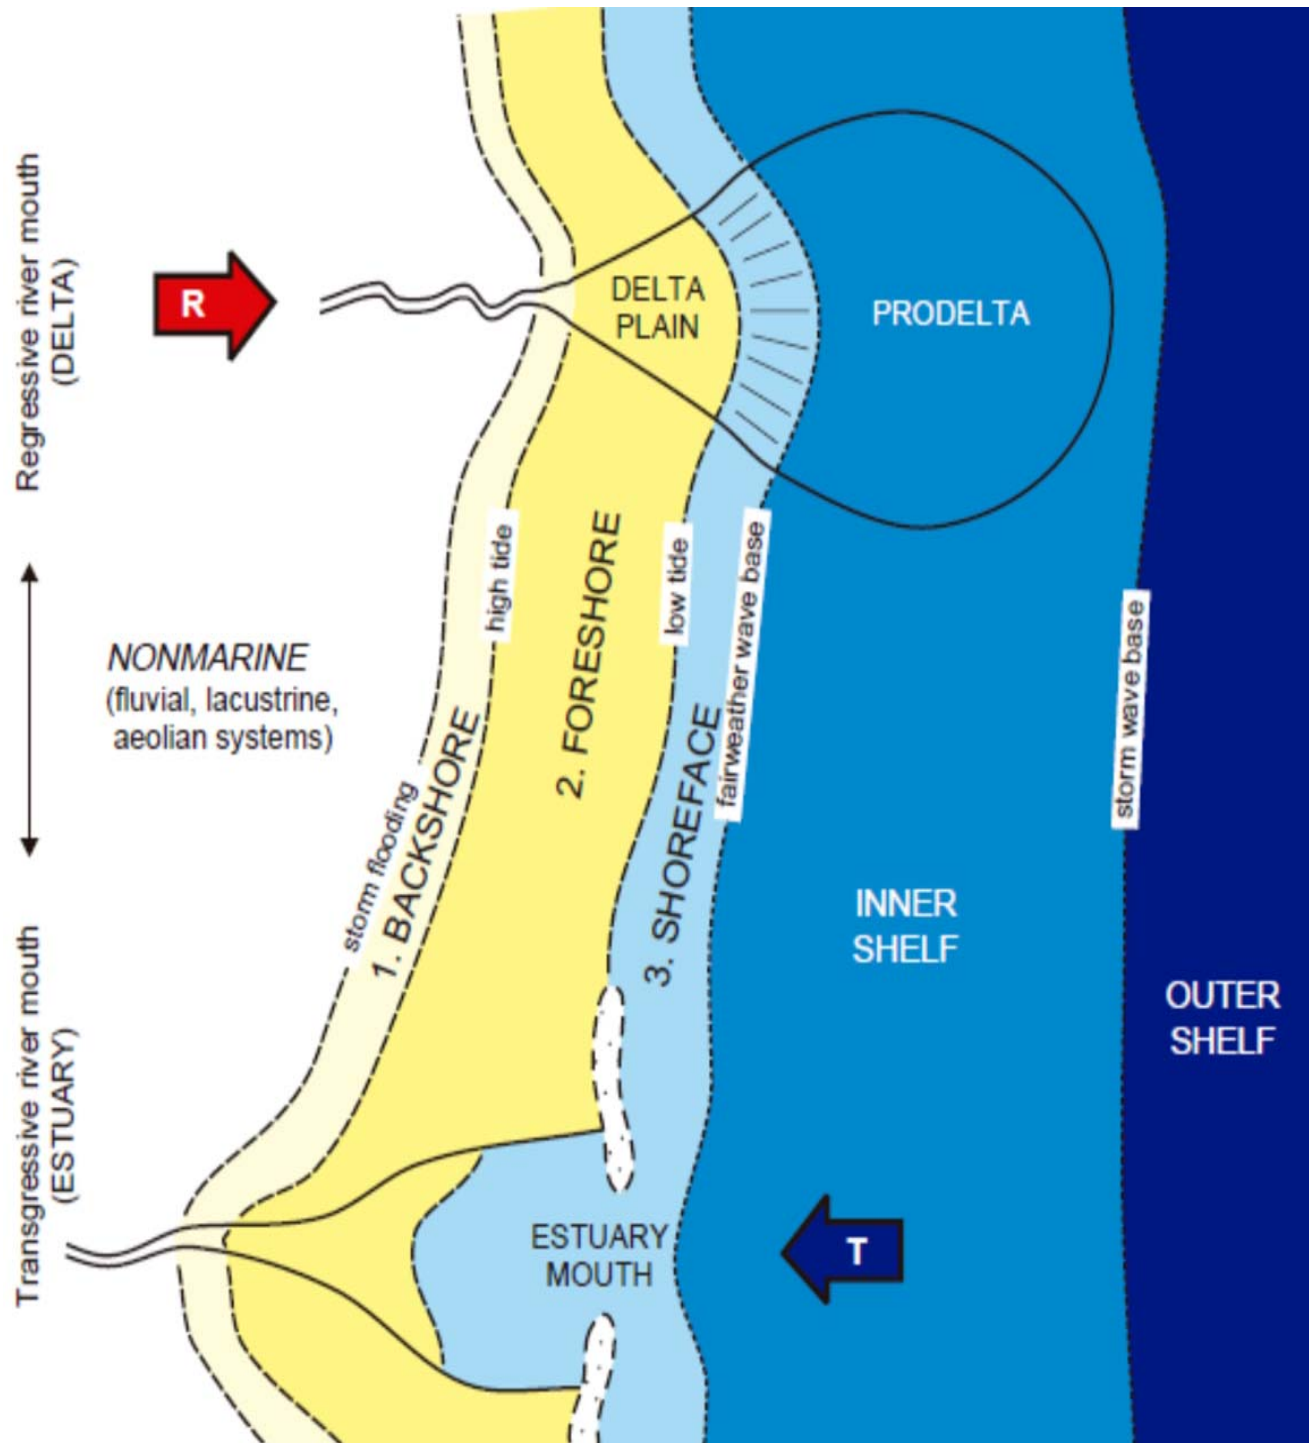 Regressive river mouth
(DELTA)
R
DELTA
PLAIN
PRODELTA
high tide
2. FORESHORE
low tide
fairweather wave base
storm wave base
NONMARINE
(fluvial, lacustrine,
aeolian systems)
storm flooding
1. BACKSHORE
3. SHOREFACE
INNER
SHELF
OUTER
SHELF
Transgressive river mouth
(ESTUARY)
ESTUARY
MOUTH
T